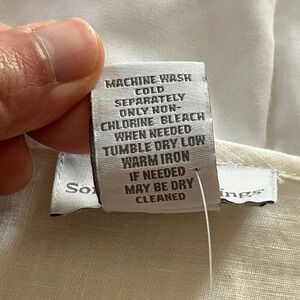 MACHINE WASH
COLD
SEPARATELY
ONLY NON-
CHLORINE BLEACH
WHEN NEEDED
TUMBLE DRY LOW
WARM IRON
IF NEEDED
MAY BE DRY
CLEANED